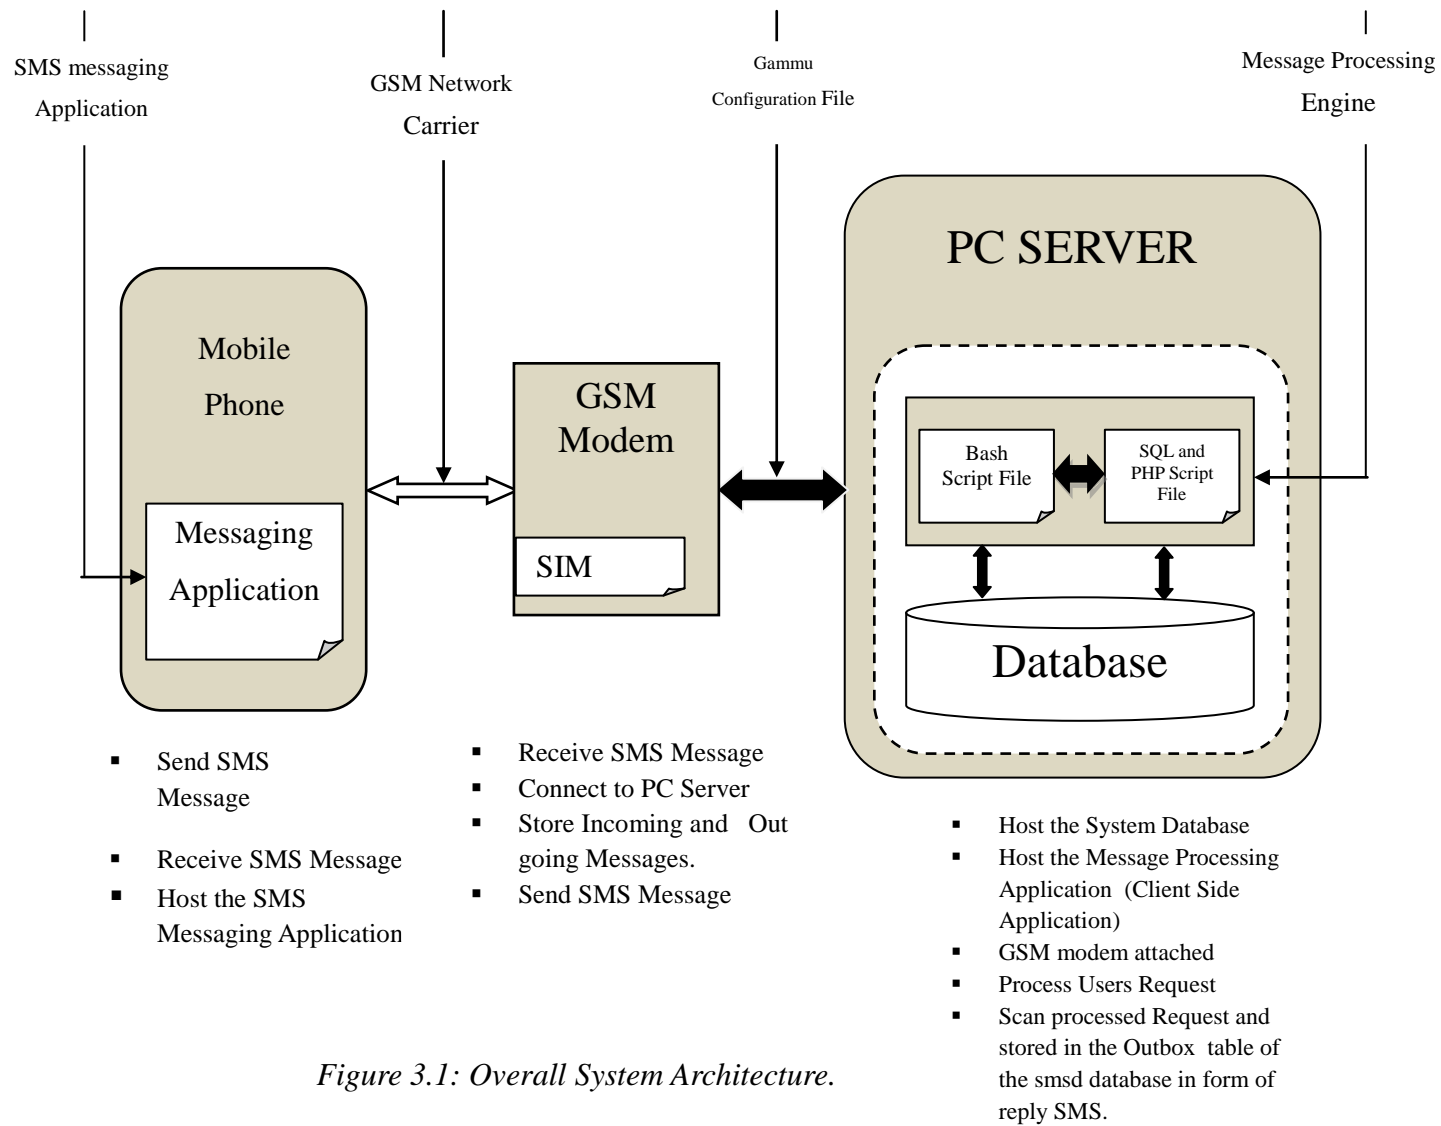 SMS messaging
Application
GSM Network
Carrier
Gammu
Configuration File
Message Processing
Engine
PC SERVER
Mobile
Phone
Messaging
Application
GSM
Modem
SIM
Bash
Script File
SQL and
PHP Script
File
Database
▪ Send SMS
Message
▪ Receive SMS Message
▪ Host the SMS
Messaging Application
▪ Receive SMS Message
▪ Connect to PC Server
▪ Store Incoming and Out
going Messages.
▪ Send SMS Message
▪ Host the System Database
▪ Host the Message Processing
Application (Client Side
Application)
▪ GSM modem attached
▪ Process Users Request
▪ Scan processed Request and
stored in the Outbox table of
the smsd database in form of
reply SMS.
Figure 3.1: Overall System Architecture.